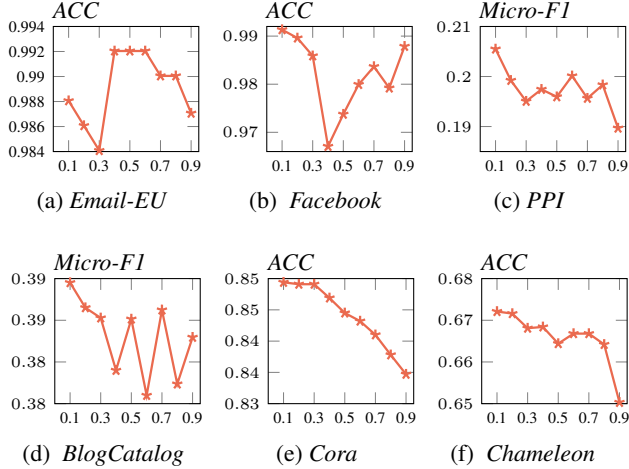 ACC ACC Micro-F1
0.994 0.992 0.99 0.988 0.986 0.984
0.99 0.98 0.97
0.21 0.2 0.19
0.1 0.3 0.5 0.7 0.9 0.1 0.3 0.5 0.7 0.9 0.1 0.3 0.5 0.7 0.9
(a) Email-EU (b) Facebook (c) PPI
Micro-F1 ACC ACC
0.39 0.39 0.38 0.38
0.85 0.85 0.84 0.84 0.83
0.68 0.67 0.66 0.65
0.1 0.3 0.5 0.7 0.9 0.1 0.3 0.5 0.7 0.9 0.1 0.3 0.5 0.7 0.9
(d) BlogCatalog (e) Cora (f) Chameleon